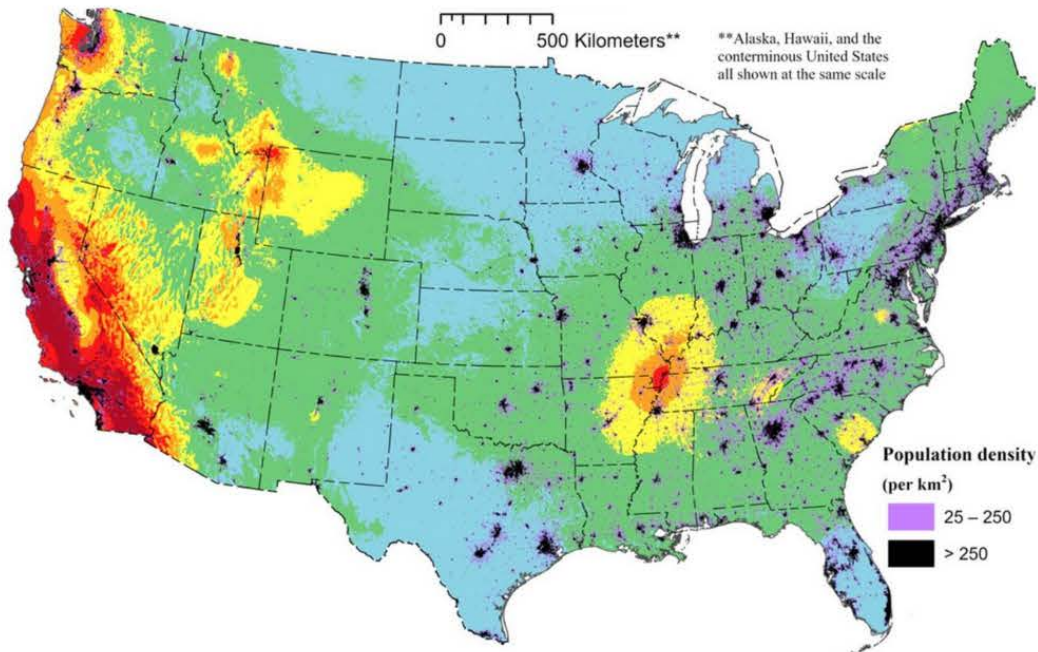 0 500 Kilometers**
**Alaska, Hawaii, and the
conterminous United States
all shown at the same scale
Population density
(per km²)
25 – 250
> 250